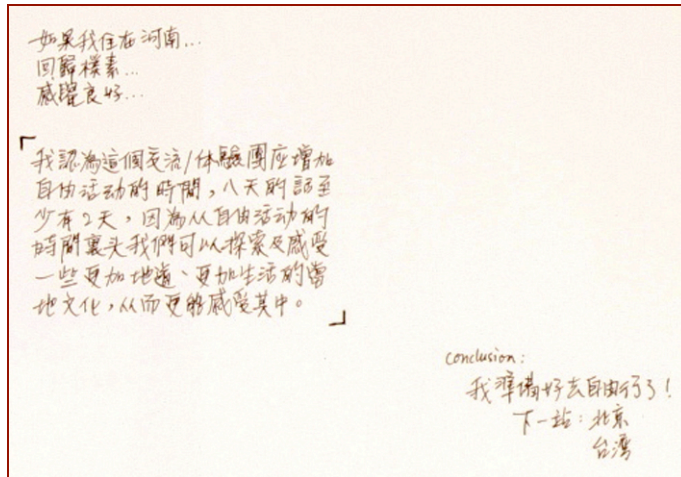 如果我住在河南...
回歸樸素...
感覺良好...
「我認為這個交流/体驗團应增加
自由活动的時間，八天的話至
少有2天，因為从自由活动的
時間裏头我們可以探索及感受
一些更加地道、更加生活的當
地文化，从而更能感受其中。」
conclusion:
我準備好去自由行了!
下一站：北京
台湾